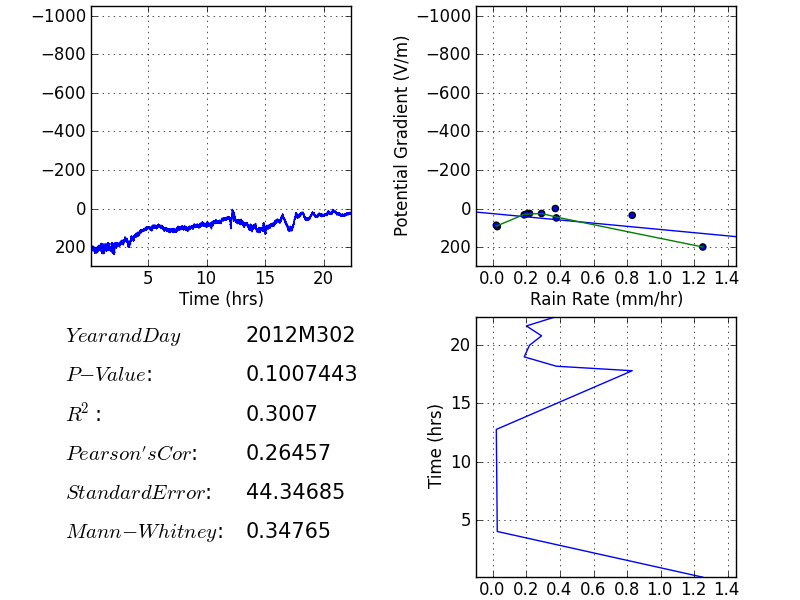 −1000
−800
−600
−400
−200
0
200
5
10
15
20
Time (hrs)
Potential Gradient (V/m)
−1000
−800
−600
−400
−200
0
200
0.0 0.2 0.4 0.6 0.8 1.0 1.2 1.4
Rain Rate (mm/hr)
YearandDay 2012M302
P−Value: 0.1007443
R²: 0.3007
Pearson'sCor: 0.26457
StandardError: 44.34685
Mann−Whitney: 0.34765
Time (hrs)
20
15
10
5
0.0 0.2 0.4 0.6 0.8 1.0 1.2 1.4